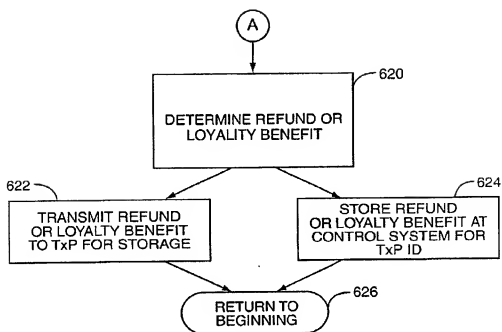 A
620
DETERMINE REFUND OR
LOYALITY BENEFIT
622
TRANSMIT REFUND
OR LOYALTY BENEFIT
TO TxP FOR STORAGE
624
STORE REFUND
OR LOYALTY BENEFIT AT
CONTROL SYSTEM FOR
TxP ID
RETURN TO
BEGINNING
626